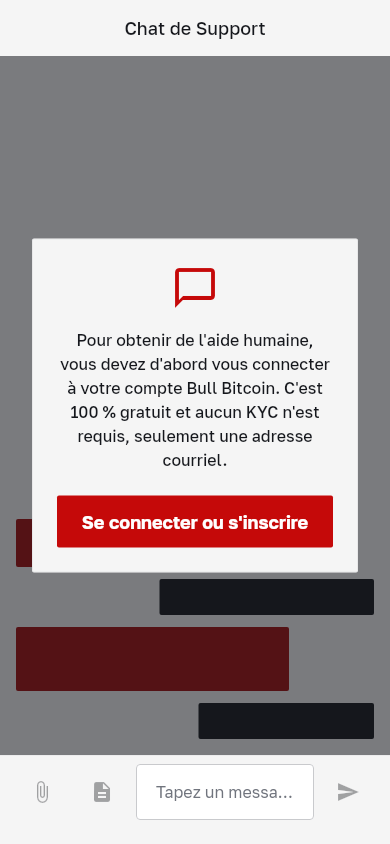 Chat de Support
Pour obtenir de l'aide humaine,
vous devez d'abord vous connecter
à votre compte Bull Bitcoin. C'est
100 % gratuit et aucun KYC n'est
requis, seulement une adresse
courriel.
Se connecter ou s'inscrire
Tapez un messa...